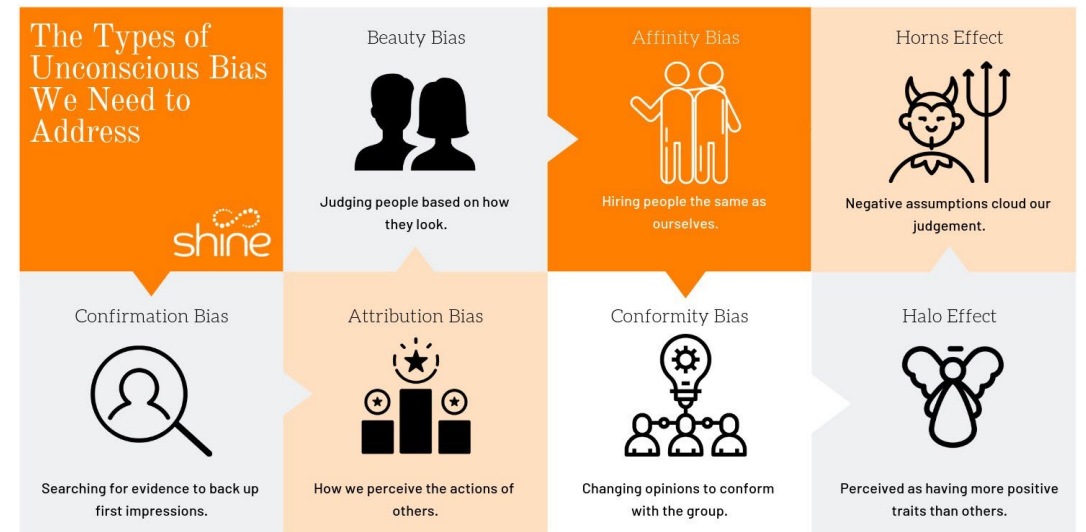 The Types of
Unconscious Bias
We Need to
Address
shine
Beauty Bias
Judging people based on how
they look.
Affinity Bias
Hiring people the same as
ourselves.
Horns Effect
Negative assumptions cloud our
judgement.
Confirmation Bias
Searching for evidence to back up
first impressions.
Attribution Bias
How we perceive the actions of
others.
Conformity Bias
Changing opinions to conform
with the group.
Halo Effect
Perceived as having more positive
traits than others.